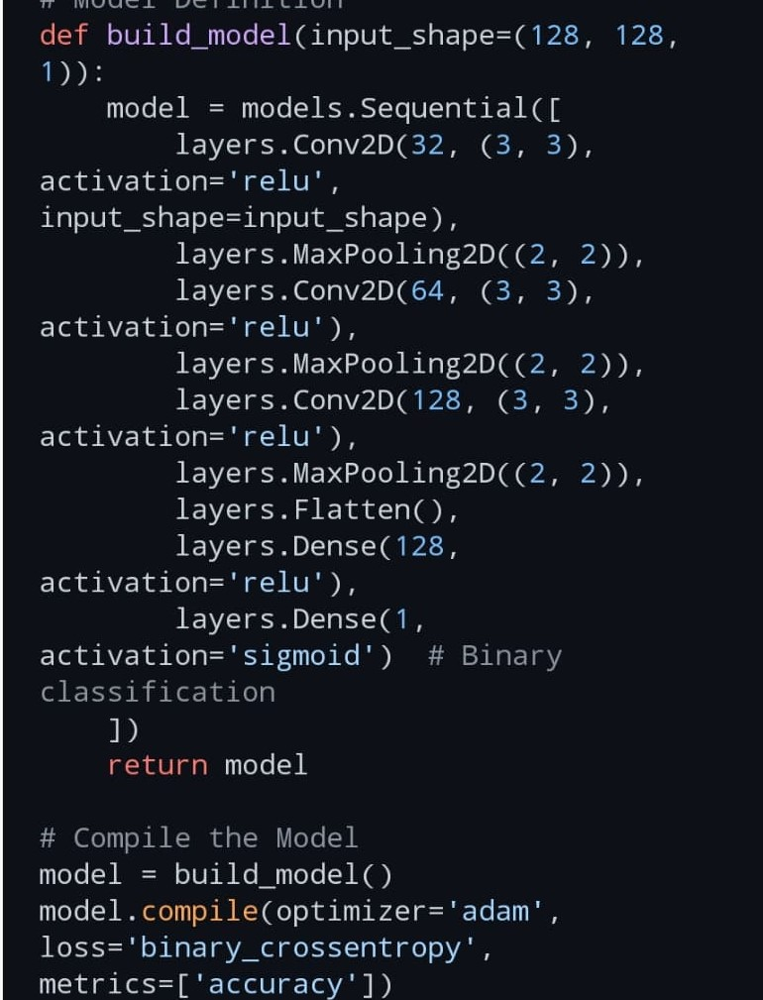 # Model Definition
def build_model(input_shape=(128, 128,
1)):
    model = models.Sequential([
        layers.Conv2D(32, (3, 3),
activation='relu',
input_shape=input_shape),
        layers.MaxPooling2D((2, 2)),
        layers.Conv2D(64, (3, 3),
activation='relu'),
        layers.MaxPooling2D((2, 2)),
        layers.Conv2D(128, (3, 3),
activation='relu'),
        layers.MaxPooling2D((2, 2)),
        layers.Flatten(),
        layers.Dense(128,
activation='relu'),
        layers.Dense(1,
activation='sigmoid')  # Binary
classification
    ])
    return model

# Compile the Model
model = build_model()
model.compile(optimizer='adam',
loss='binary_crossentropy',
metrics=['accuracy'])